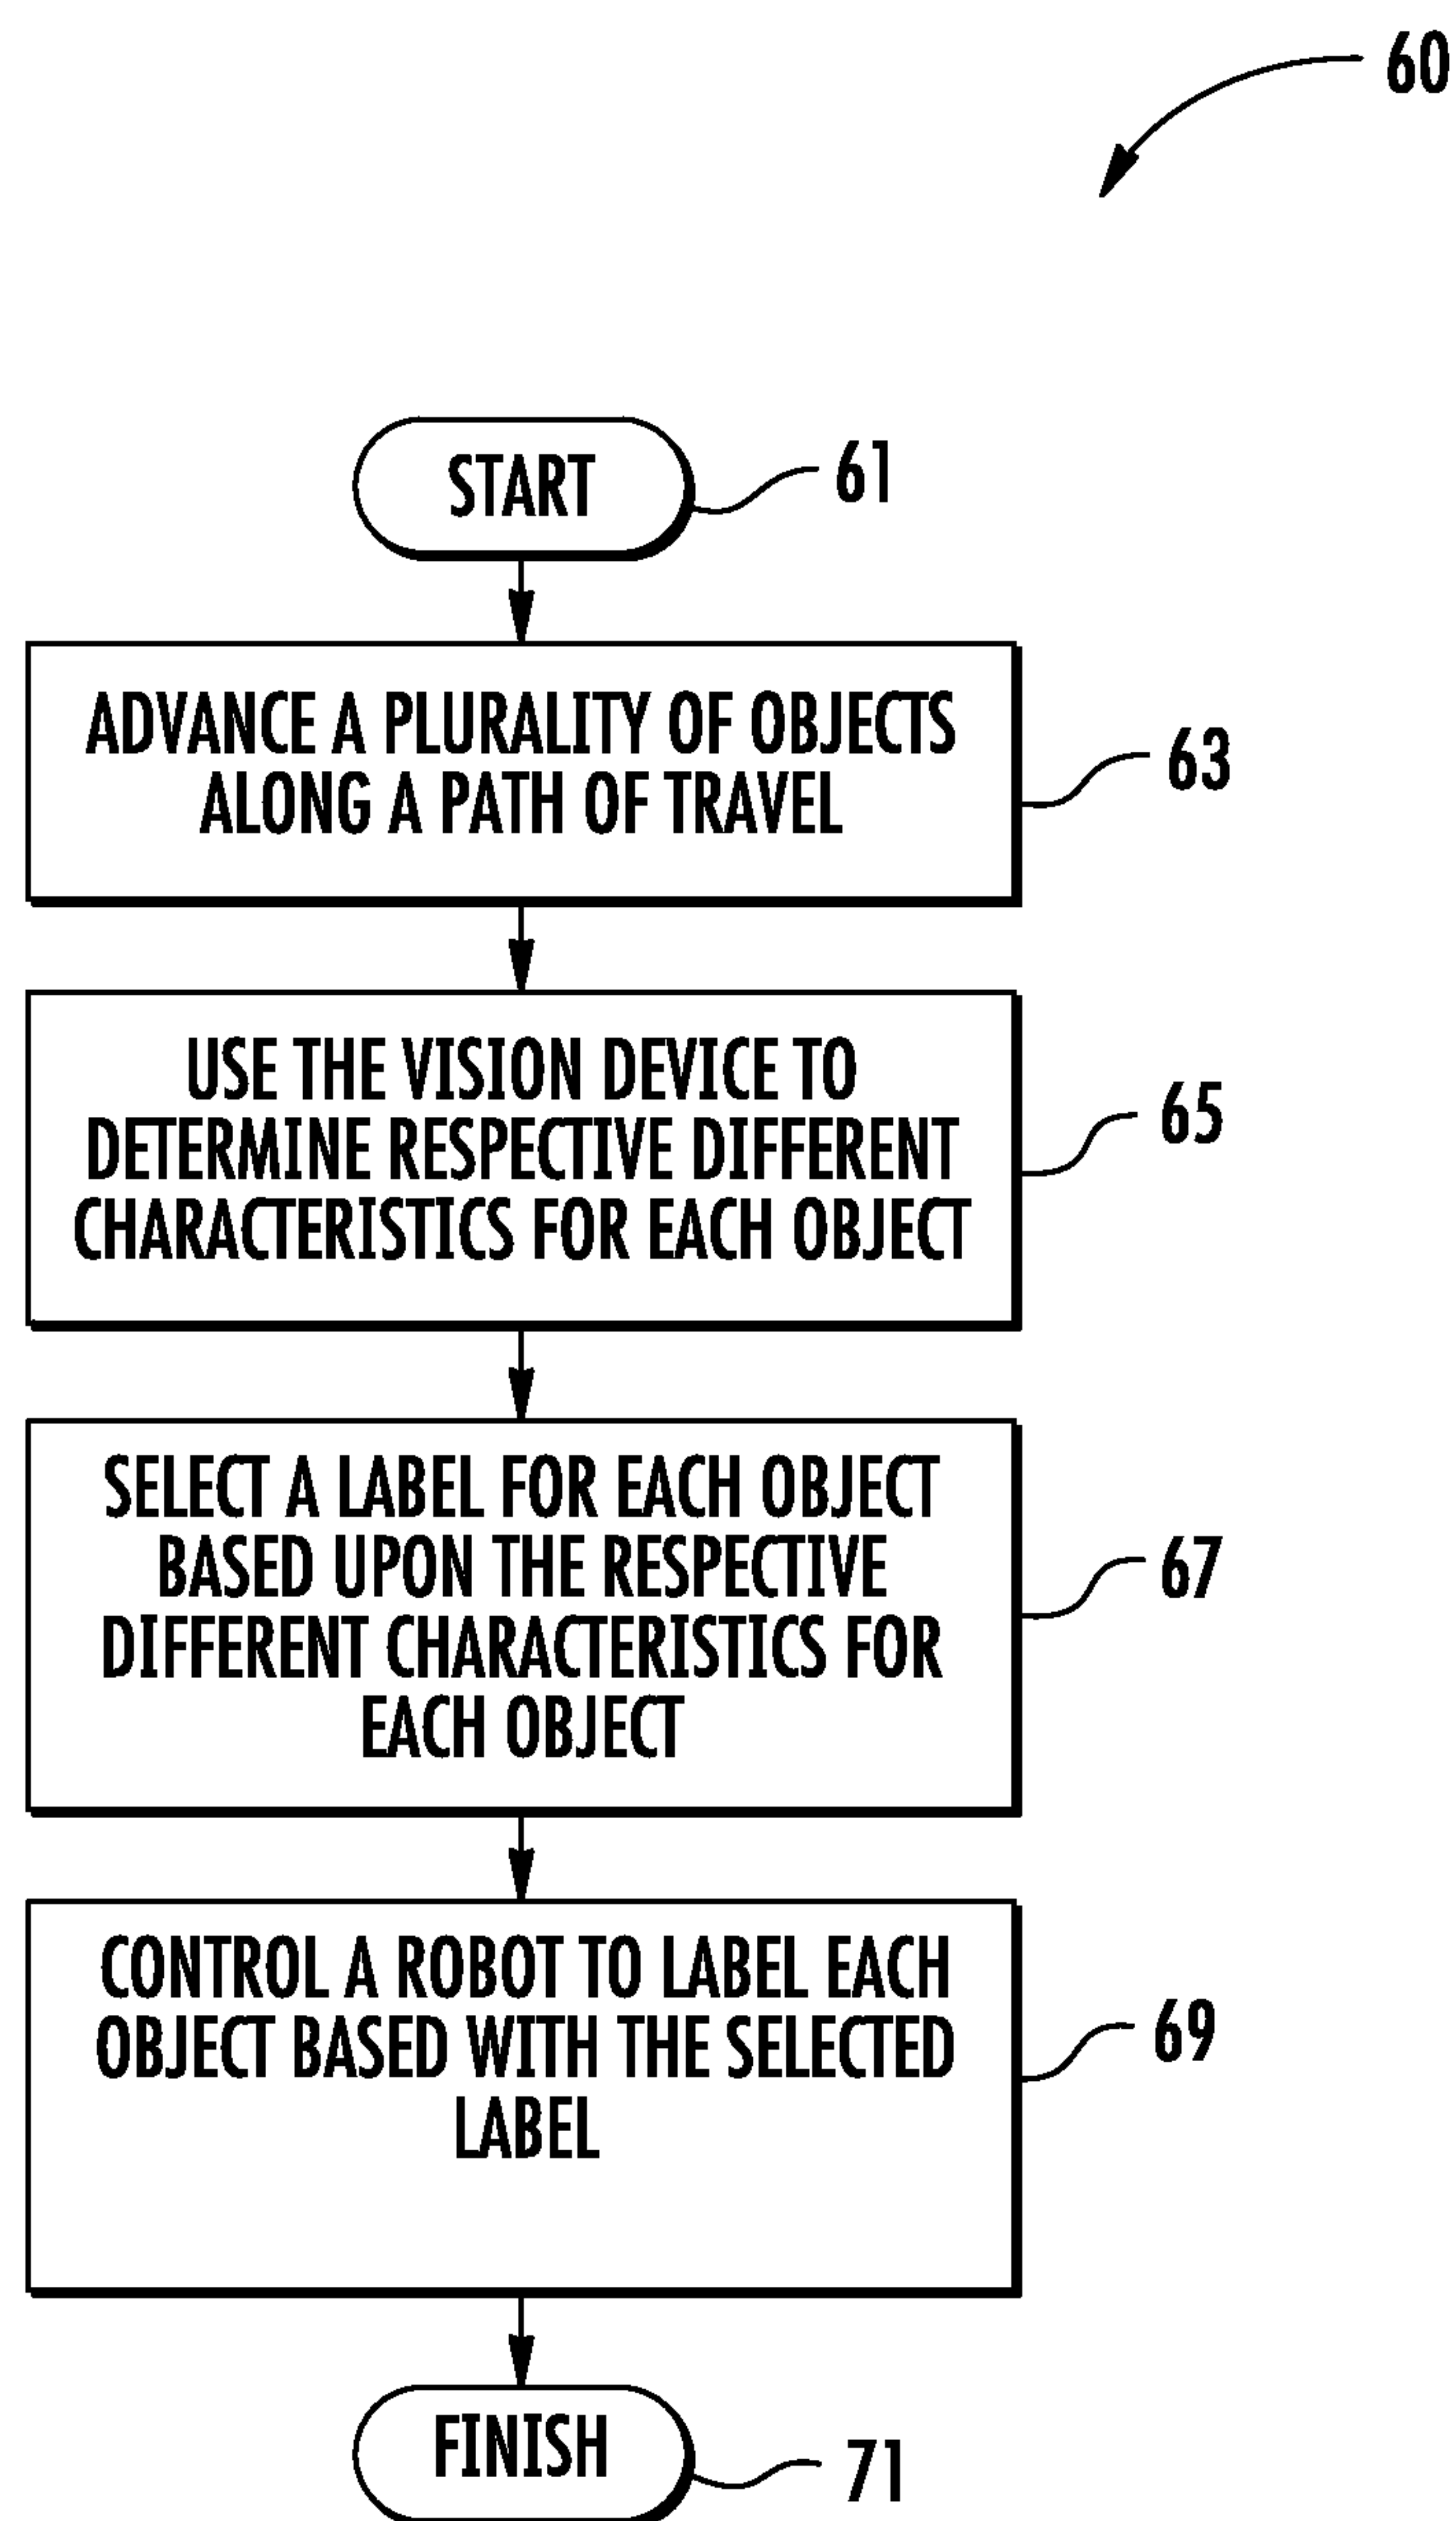 60
START
61
ADVANCE A PLURALITY OF OBJECTS
ALONG A PATH OF TRAVEL
63
USE THE VISION DEVICE TO
DETERMINE RESPECTIVE DIFFERENT
CHARACTERISTICS FOR EACH OBJECT
65
SELECT A LABEL FOR EACH OBJECT
BASED UPON THE RESPECTIVE
DIFFERENT CHARACTERISTICS FOR
EACH OBJECT
67
CONTROL A ROBOT TO LABEL EACH
OBJECT BASED WITH THE SELECTED
LABEL
69
FINISH
71